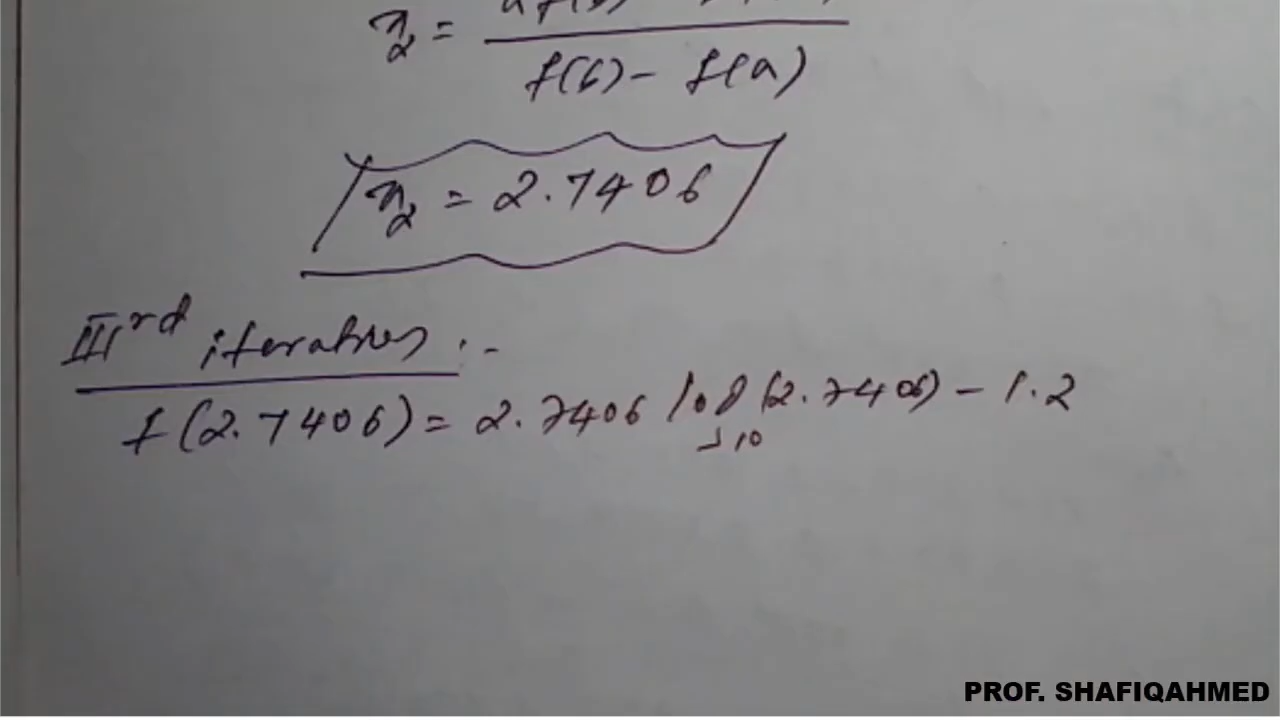 x₂ =
f(b) - f(a)
x₂ = 2.7406
IIIrd iteration :-
f(2.7406) = 2.7406 log₁₀(2.7406) - 1.2
PROF. SHAFIQAHMED